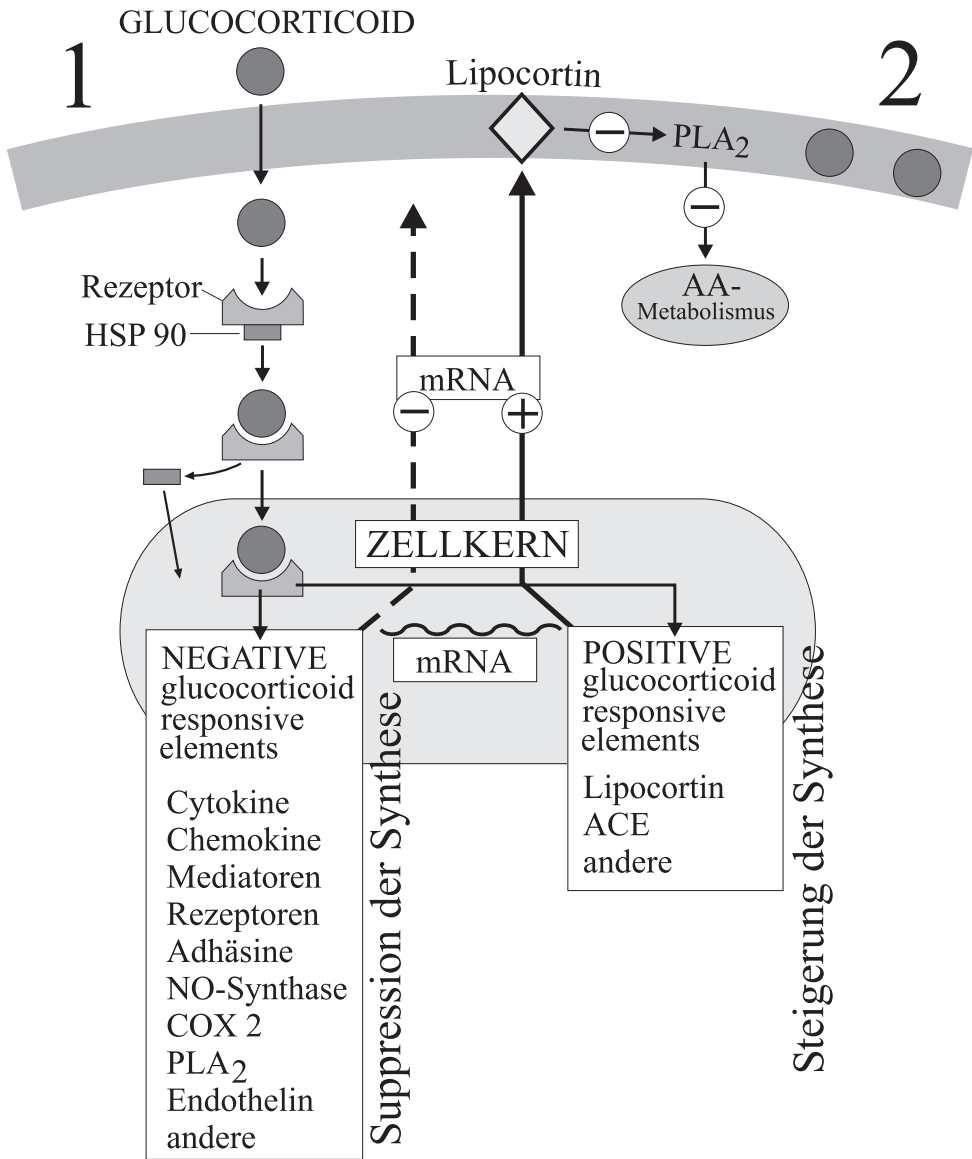 GLUCOCORTICOID
1
2
Lipocortin
−
PLA2
−
AA-
Metabolismus
Rezeptor
HSP 90
mRNA
−
+
ZELLKERN
mRNA
NEGATIVE
glucocorticoid
responsive
elements
Cytokine
Chemokine
Mediatoren
Rezeptoren
Adhäsine
NO-Synthase
COX 2
PLA2
Endothelin
andere
Suppression der Synthese
POSITIVE
glucocorticoid
responsive
elements
Lipocortin
ACE
andere
Steigerung der Synthese